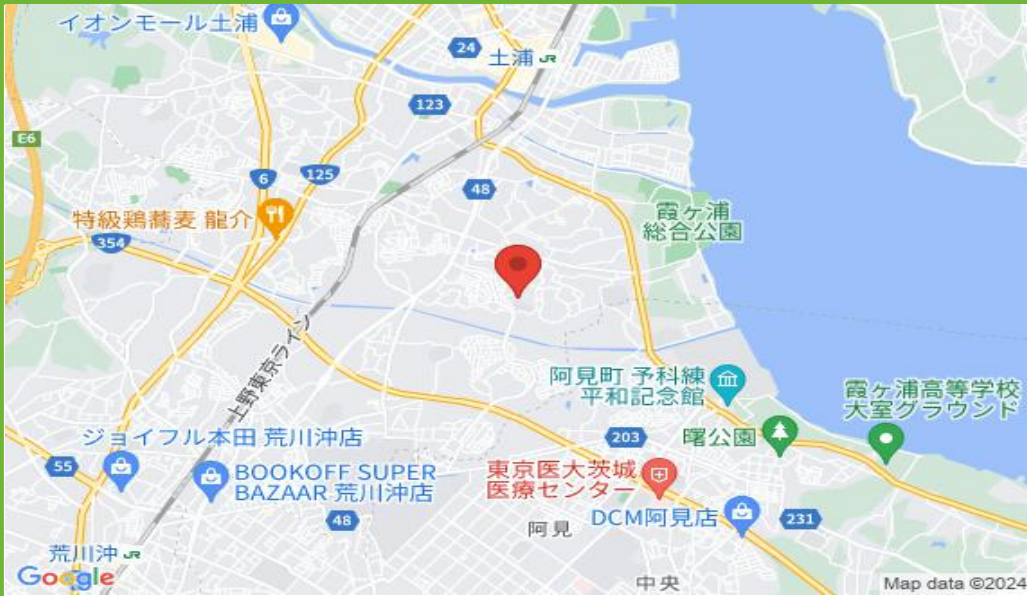 イオンモール土浦
24
土浦 JR
123
E6
6
125
48
特級鶏蕎麦 龍介
霞ヶ浦
総合公園
354
上野東京ライン
阿見町 予科練
平和記念館
霞ヶ浦高等学校
大室グラウンド
203
曙公園
ジョイフル本田 荒川沖店
55
BOOKOFF SUPER
BAZAAR 荒川沖店
東京医大茨城
医療センター
48
阿見
DCM阿見店
231
荒川沖 JR
Google
中央
Map data ©2024